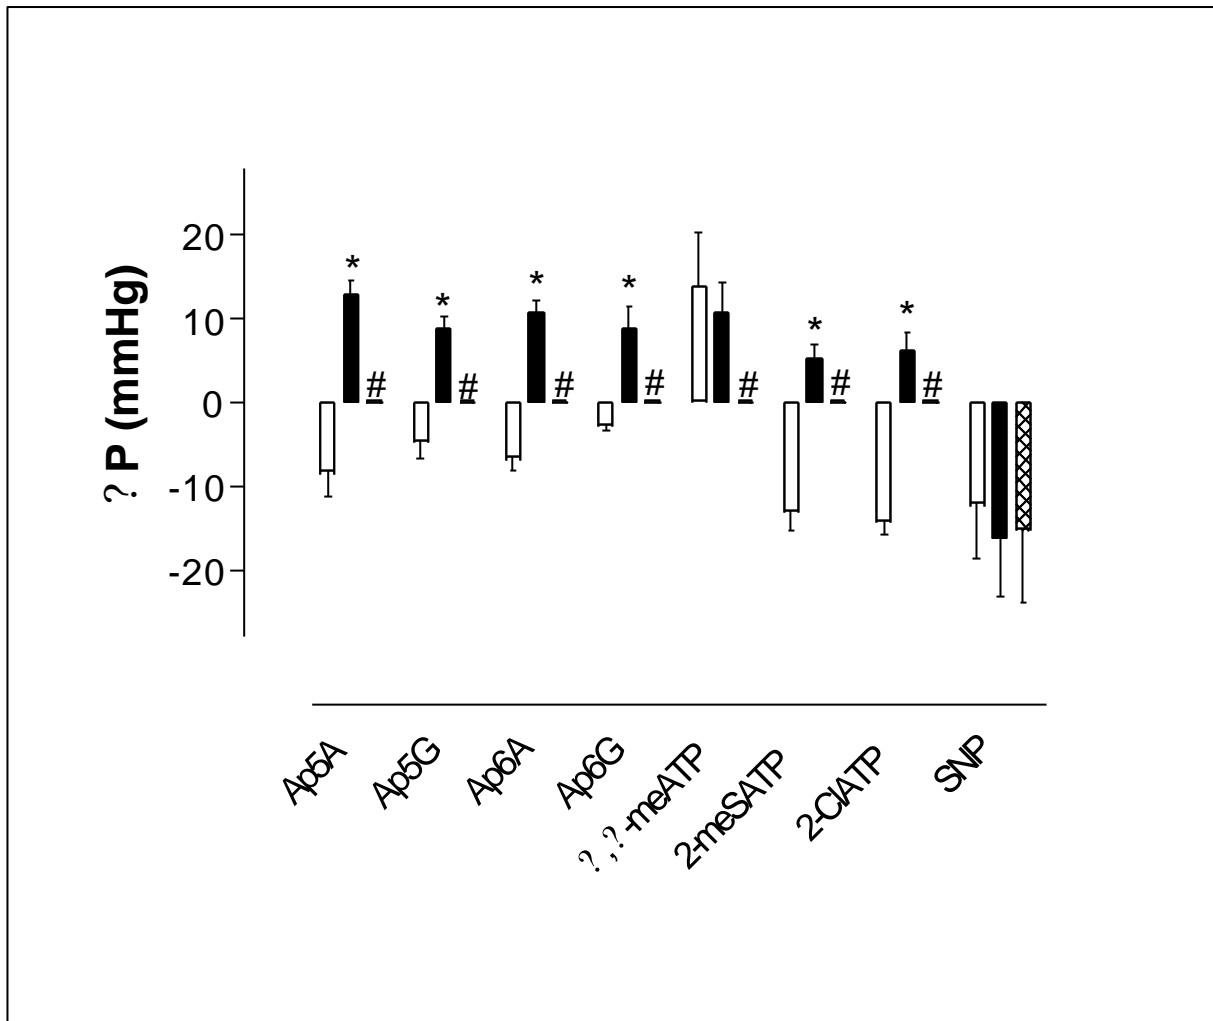 ? P (mmHg)
20
10
0
-10
-20
*
*
*
*
*
*
#
#
#
#
#
#
#
Ap5A
Ap5G
Ap6A
Ap6G
?,?-meATP
2-meSATP
2-ClATP
SNP